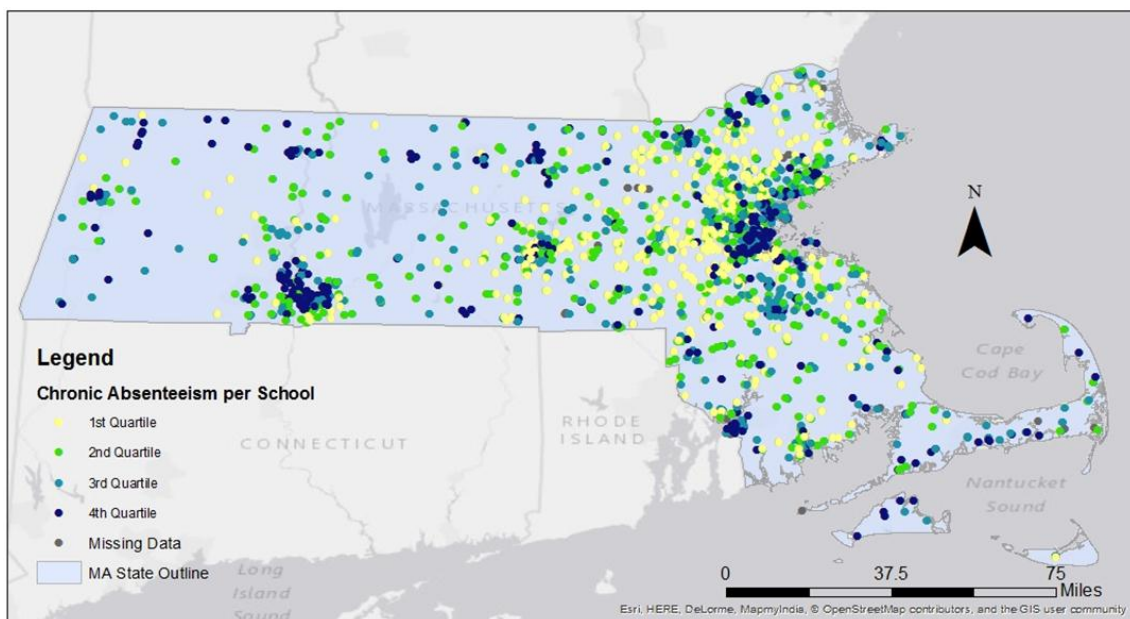 MASSACHUSETTS
N
Legend
Chronic Absenteeism per School
1st Quartile
2nd Quartile
3rd Quartile
4th Quartile
Missing Data
MA State Outline
CONNECTICUT
RHODE
ISLAND
Cape
Cod Bay
Nantucket
Sound
Long
Island
Sound
0 37.5 75
Miles
Esri, HERE, DeLorme, MapmyIndia, © OpenStreetMap contributors, and the GIS user community